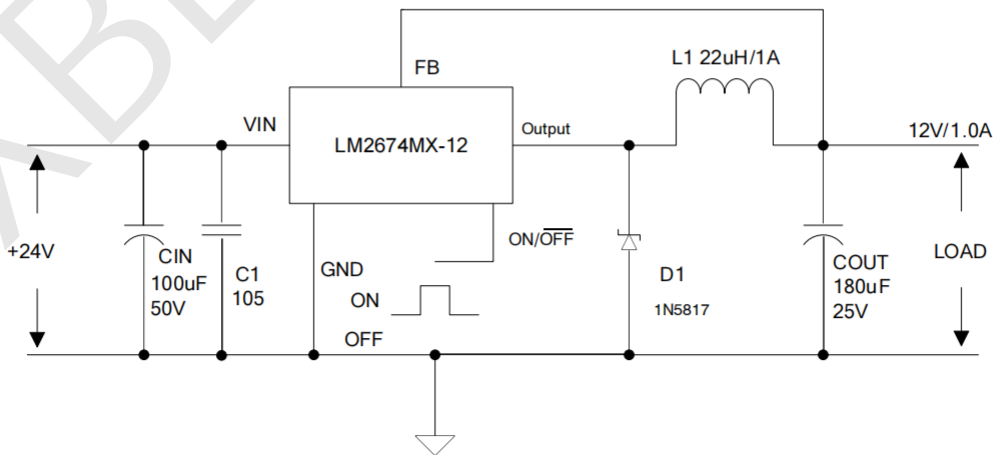 FB
L1 22uH/1A
VIN
LM2674MX-12
Output
12V/1.0A
+24V
ON/OFF
CIN
100uF
50V
C1
105
GND
ON
OFF
D1
1N5817
COUT
180uF
25V
LOAD